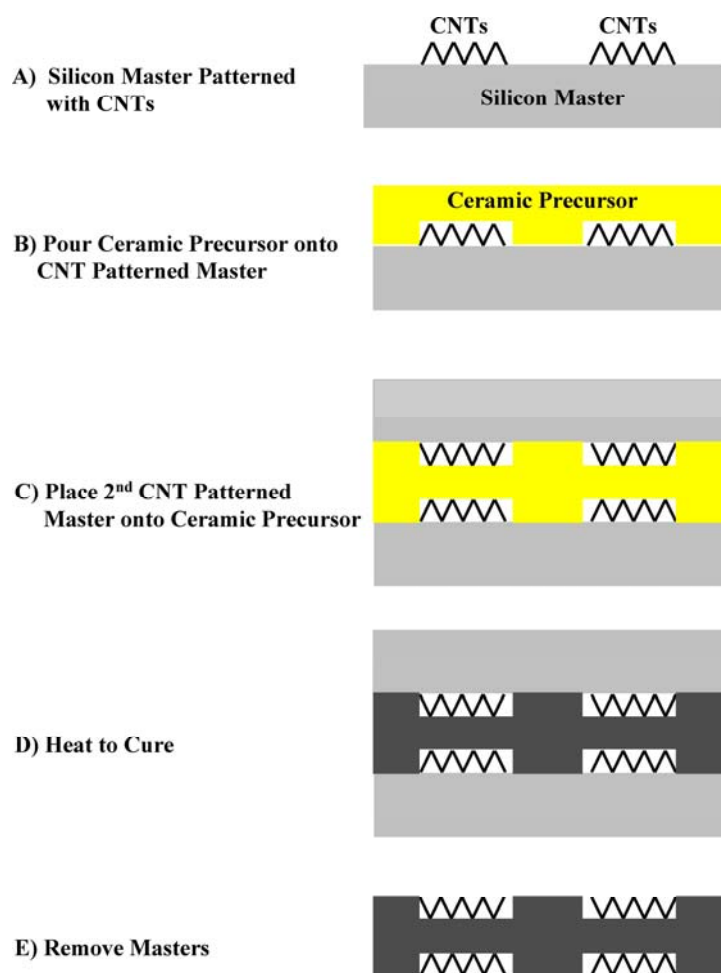 CNTs CNTs
A) Silicon Master Patterned
with CNTs
Silicon Master
Ceramic Precursor
B) Pour Ceramic Precursor onto
CNT Patterned Master
C) Place 2nd CNT Patterned
Master onto Ceramic Precursor
D) Heat to Cure
E) Remove Masters